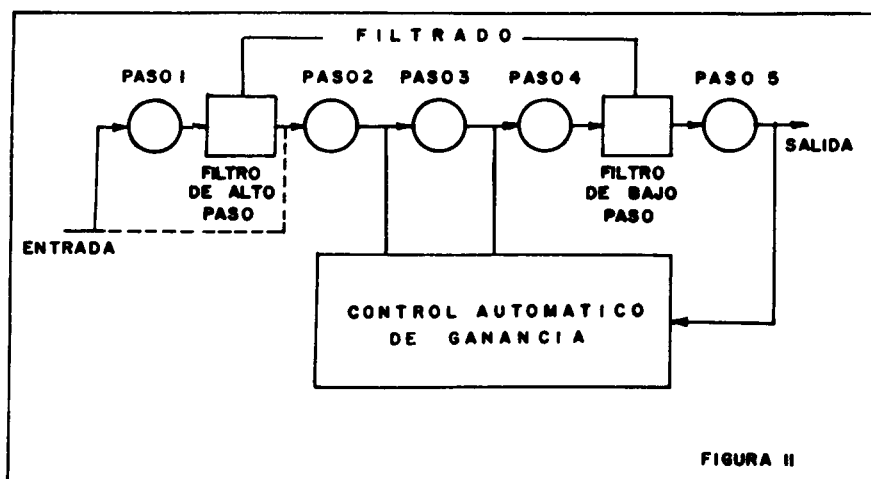 FILTRADO
PASO 1
PASO 2
PASO 3
PASO 4
PASO 5
FILTRO
DE ALTO
PASO
FILTRO
DE BAJO
PASO
SALIDA
ENTRADA
CONTROL AUTOMATICO
DE GANANCIA
FIGURA II